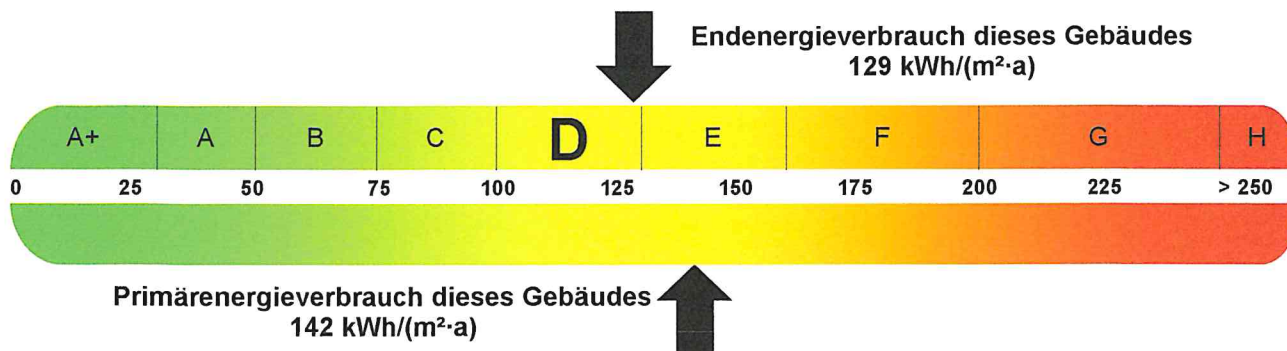 Endenergieverbrauch dieses Gebäudes
129 kWh/(m²·a)
A+ A B C D E F G H
0 25 50 75 100 125 150 175 200 225 > 250
Primärenergieverbrauch dieses Gebäudes
142 kWh/(m²·a)